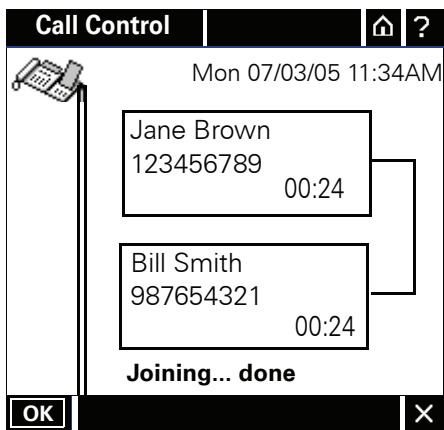 Call Control ?
Mon 07/03/05 11:34AM
Jane Brown
123456789
00:24
Bill Smith
987654321
00:24
Joining... done
OK